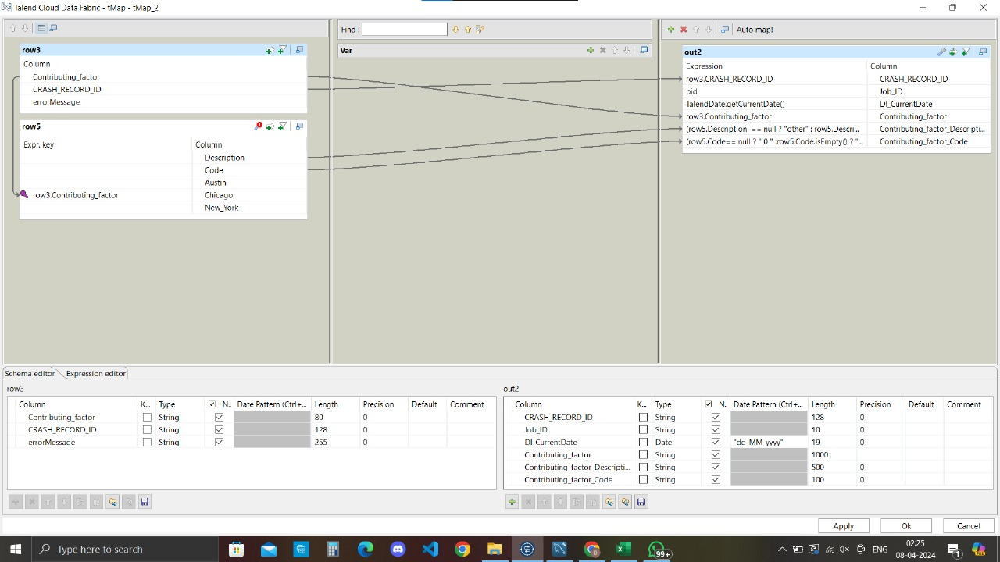 Talend Cloud Data Fabric - tMap - tMap_2
row3
Column
Contributing_factor
CRASH_RECORD_ID
errorMessage
row5
Expr. key Column
Description
Code
Austin
row3.Contributing_factor Chicago
New_York
Find :
Var
Auto map!
out2
Expression Column
row3.CRASH_RECORD_ID CRASH_RECORD_ID
pid Job_ID
TalendDate.getCurrentDate() DI_CurrentDate
row3.Contributing_factor Contributing_factor
(row5.Description == null ? "other" : row5.Descri... Contributing_factor_Descripti...
(row5.Code== null ? " 0 " :row5.Code.isEmpty() ? "... Contributing_factor_Code
Schema editor Expression editor
row3
Column K... Type N.. Date Pattern (Ctrl+... Length Precision Default Comment
Contributing_factor String 80 0
CRASH_RECORD_ID String 128 0
errorMessage String 255 0
out2
Column K... Type N.. Date Pattern (Ctrl+... Length Precision Default Comment
CRASH_RECORD_ID String 128 0
Job_ID String 10 0
DI_CurrentDate Date "dd-MM-yyyy" 19 0
Contributing_factor String 1000
Contributing_factor_Descripti... String 500 0
Contributing_factor_Code String 100 0
Apply Ok Cancel
Type here to search
99+
ENG
02:25
08-04-2024
1